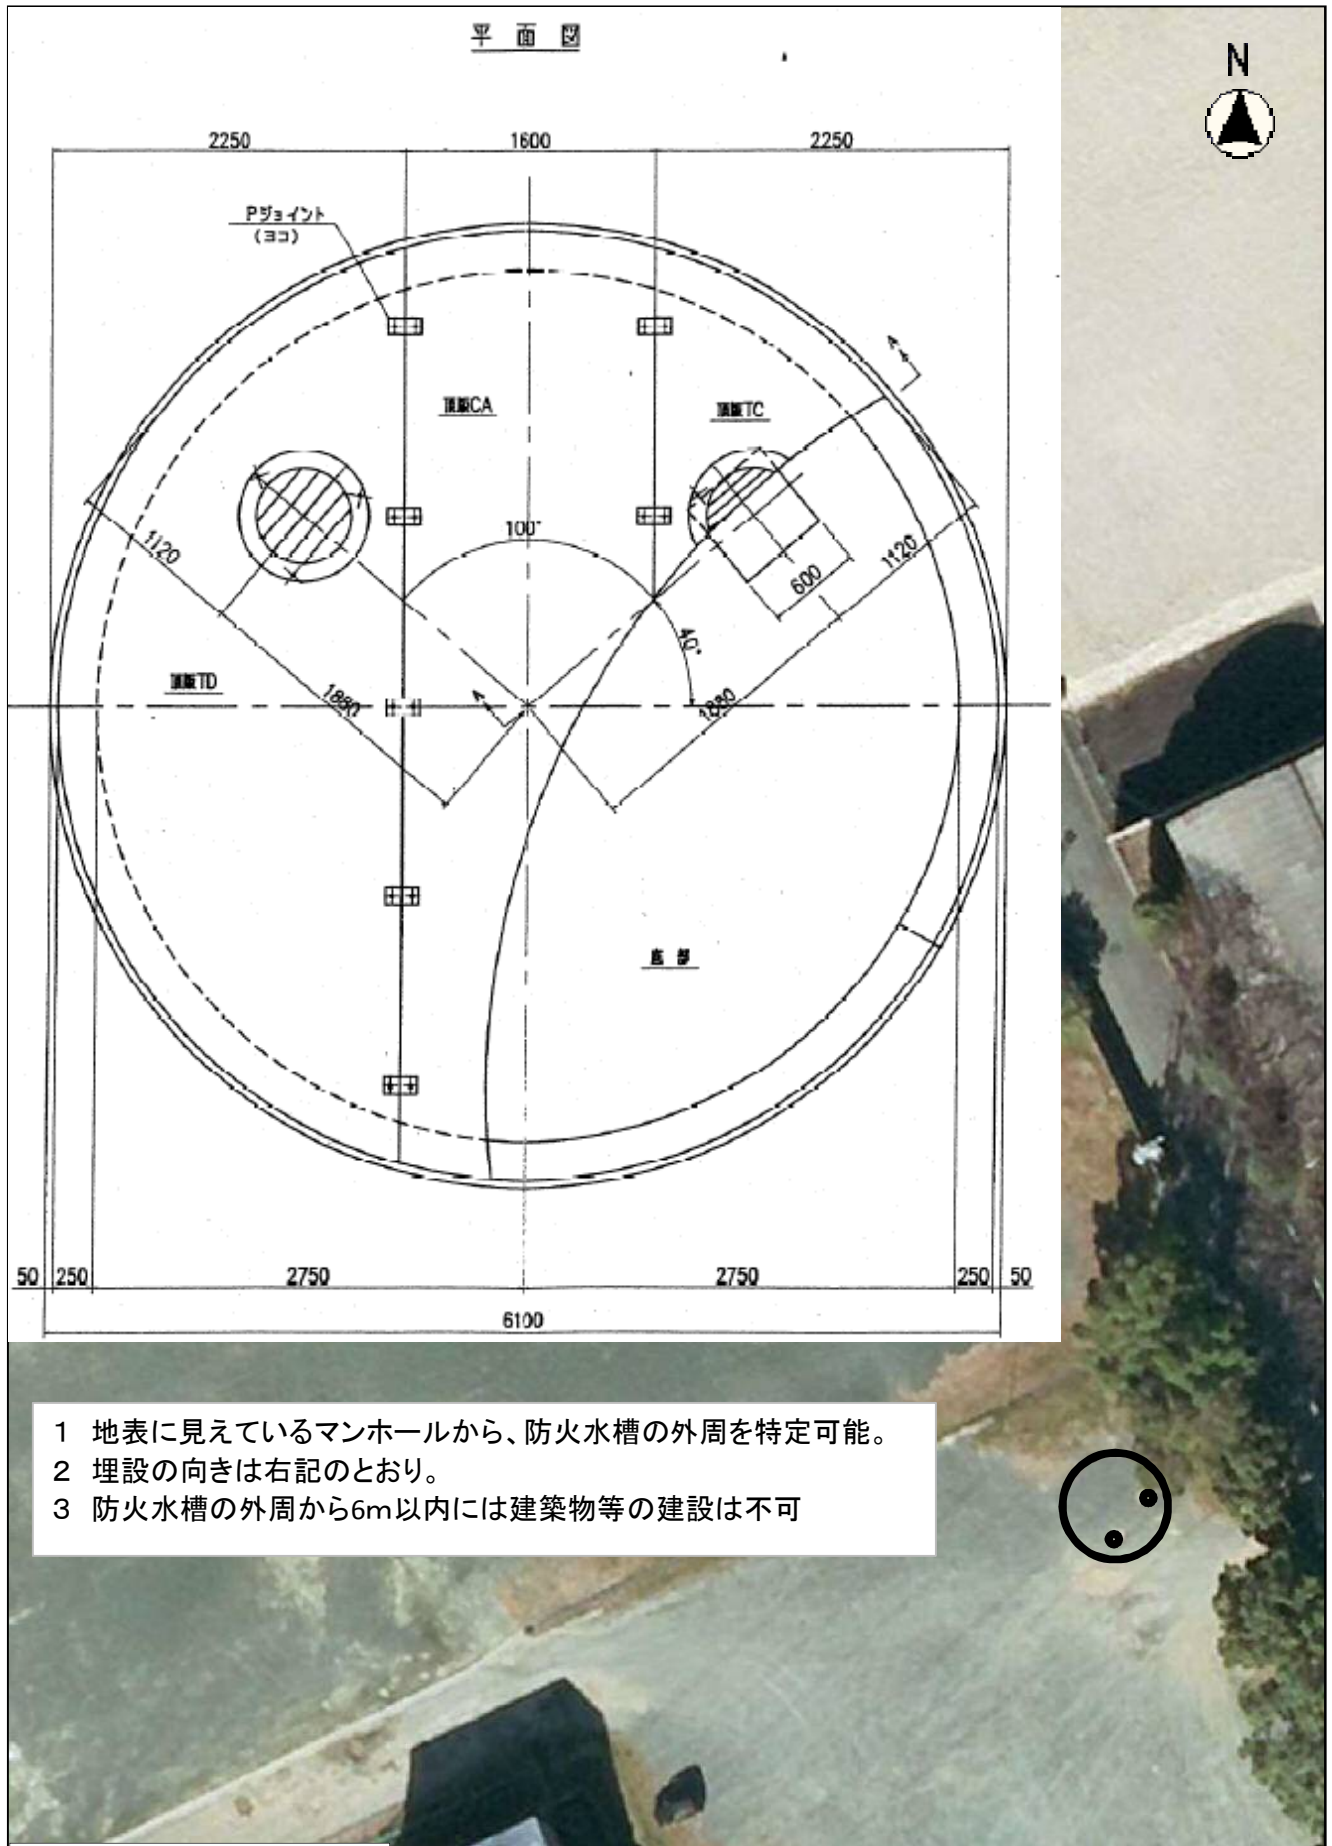 平面図
N
2250 1600 2250
Pジョイント
(ヨコ)
A
頂版CA
頂版TC
1120
100°
600
1120
40°
頂版TD
1880
A
1880
底部
50 250 2750 2750 250 50
6100
1 地表に見えているマンホールから、防火水槽の外周を特定可能。
2 埋設の向きは右記のとおり。
3 防火水槽の外周から6m以内には建築物等の建設は不可